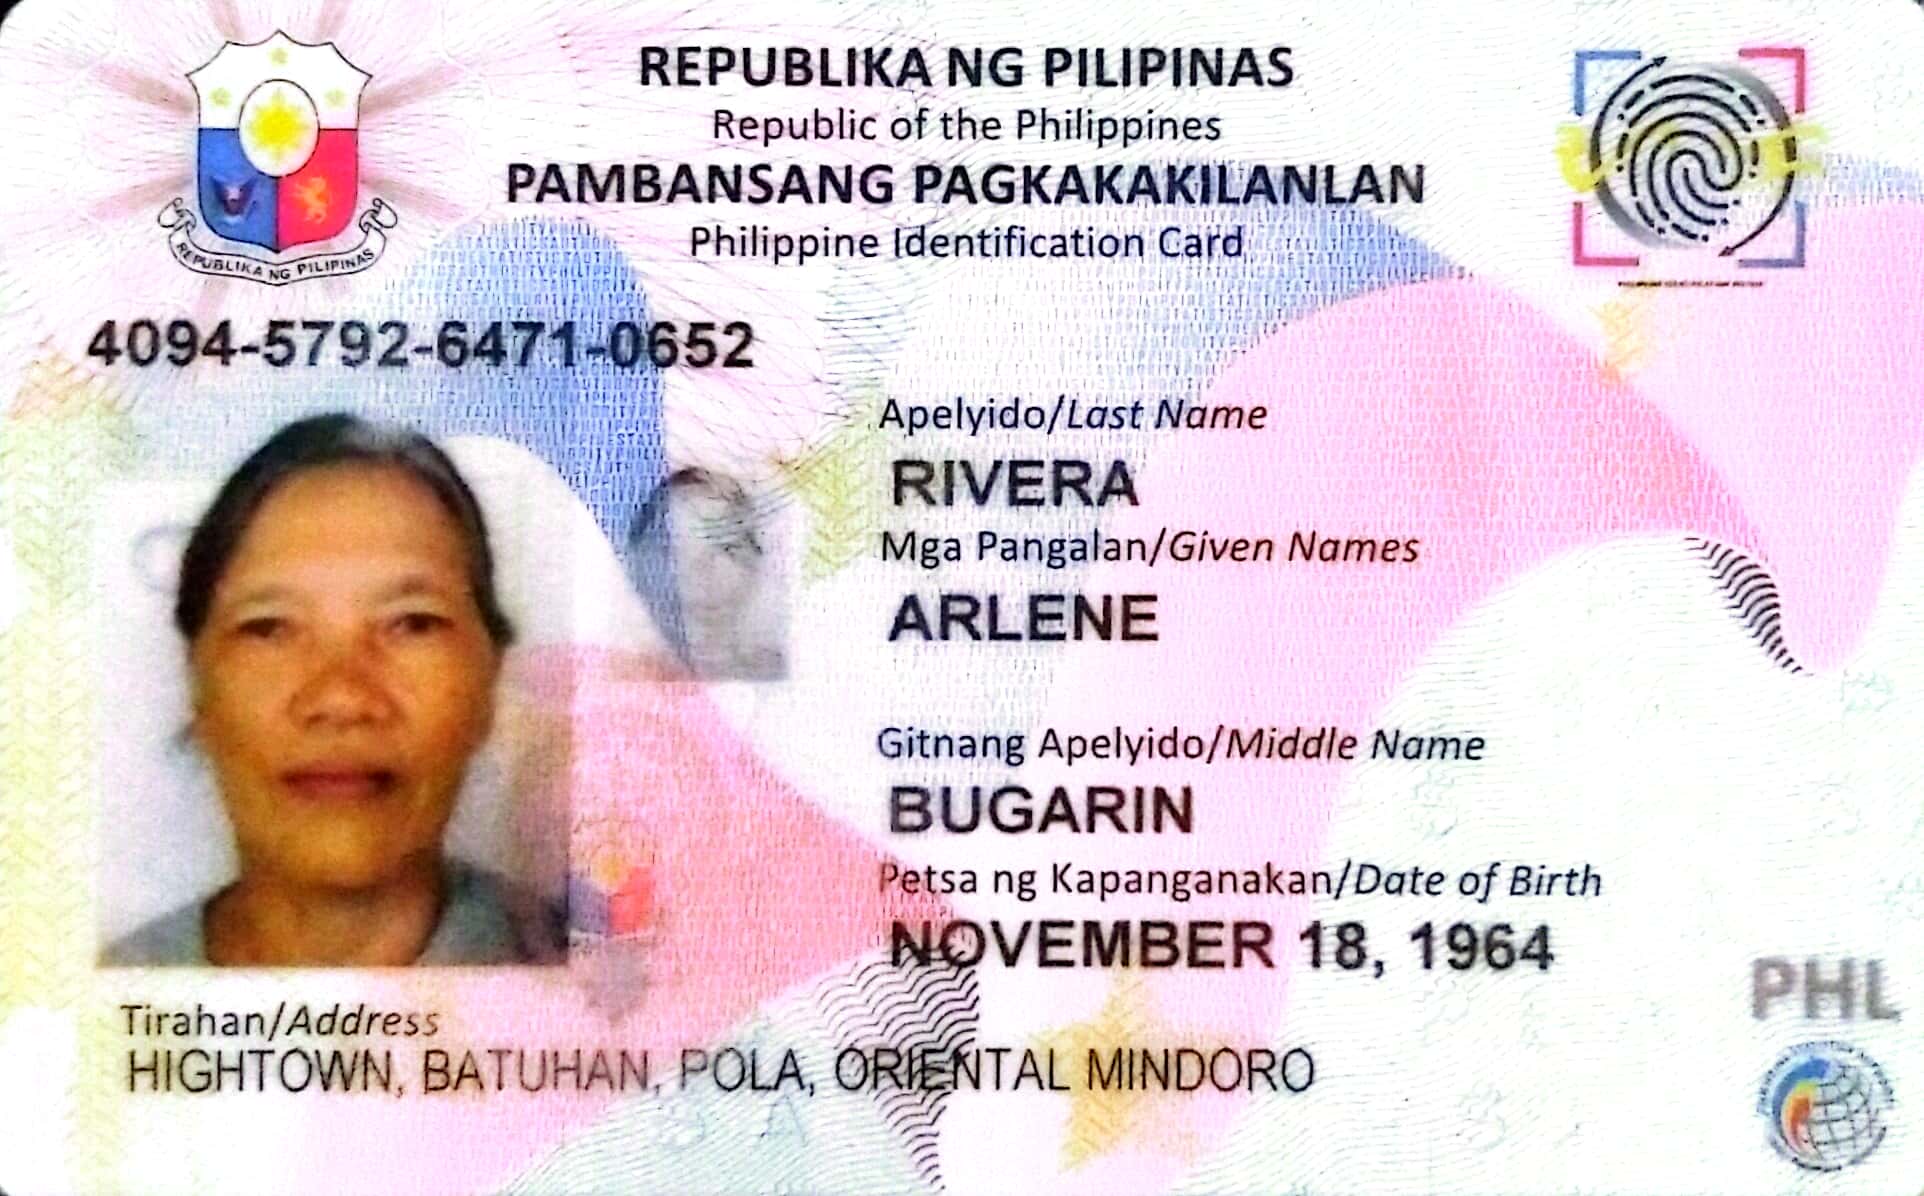 REPUBLIKA NG PILIPINAS
Republic of the Philippines
PAMBANSANG PAGKAKAKILANLAN
Philippine Identification Card
REPUBLIKA NG PILIPINAS
4094-5792-6471-0652
Apelyido/Last Name
RIVERA
Mga Pangalan/Given Names
ARLENE
Gitnang Apelyido/Middle Name
BUGARIN
Petsa ng Kapanganakan/Date of Birth
NOVEMBER 18, 1964
PHL
Tirahan/Address
HIGHTOWN, BATUHAN, POLA, ORIENTAL MINDORO